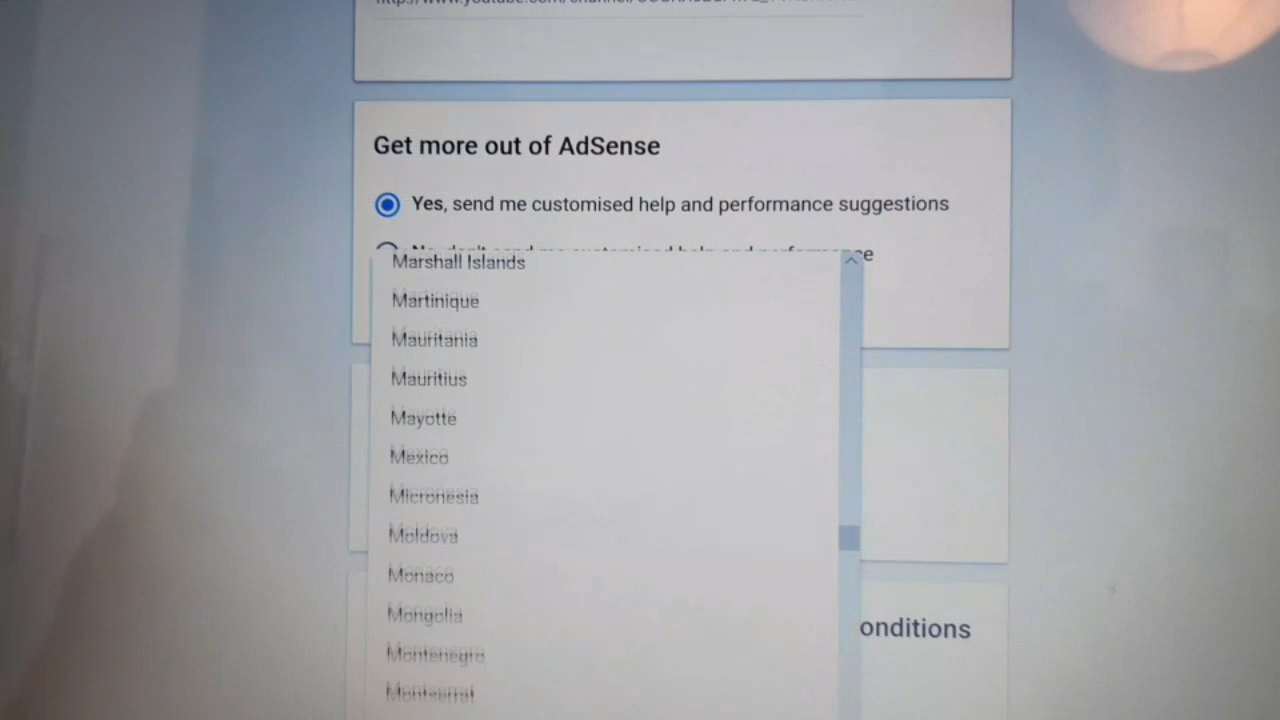 Get more out of AdSense
Yes, send me customised help and performance suggestions
Marshall Islands
Martinique
Mauritania
Mauritius
Mayotte
Mexico
Micronesia
Moldova
Monaco
Mongolia
Montenegro
Montserrat
onditions